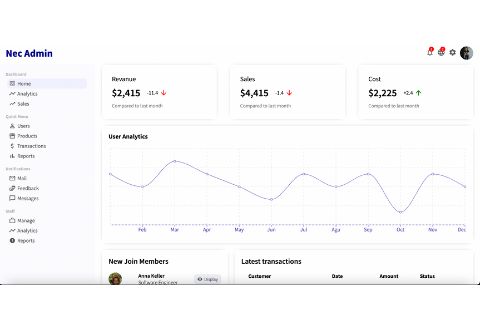 Nec Admin
Dashboard
Home
Analytics
Sales
Quick Menu
Users
Products
Transactions
Reports
Notifications
Mail
Feedback
Messages
Staff
Manage
Analytics
Reports
Revenue
$2,415 -11.4
Compared to last month
Sales
$4,415 -1.4
Compared to last month
Cost
$2,225 +2.4
Compared to last month
User Analytics
Feb Mar Apr May Jun Jul Agu Sep Oct Nov Dec
New Join Members
Anna Keller
Software Engineer
Display
Latest transactions
Customer Date Amount Status